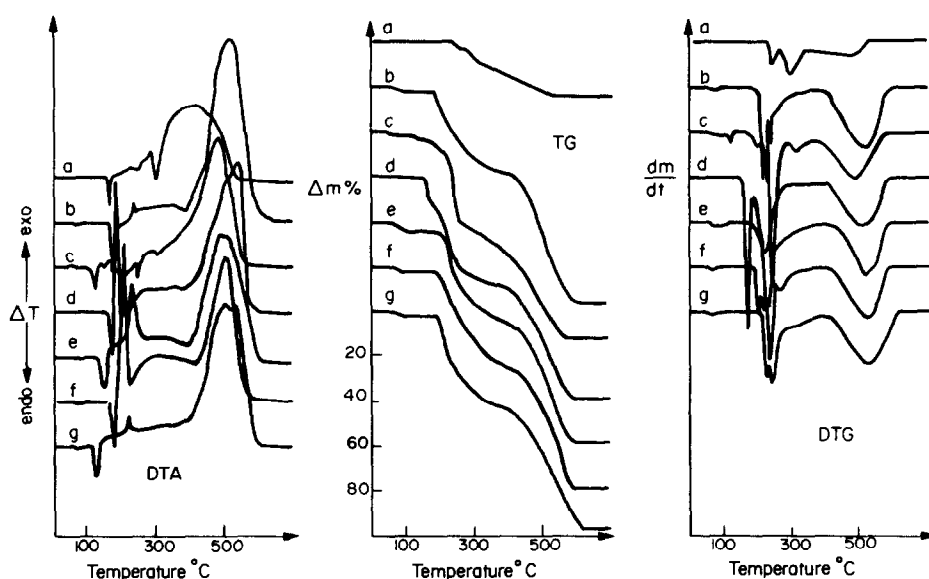 a
b
c
d
e
f
g
exo
ΔT
endo
DTA
100
300
500
Temperature °C
a
b
c
d
e
f
g
TG
Δm%
20
40
60
80
100
300
500
Temperature °C
a
b
c
d
e
f
g
dm
dt
DTG
100
300
500
Temperature °C